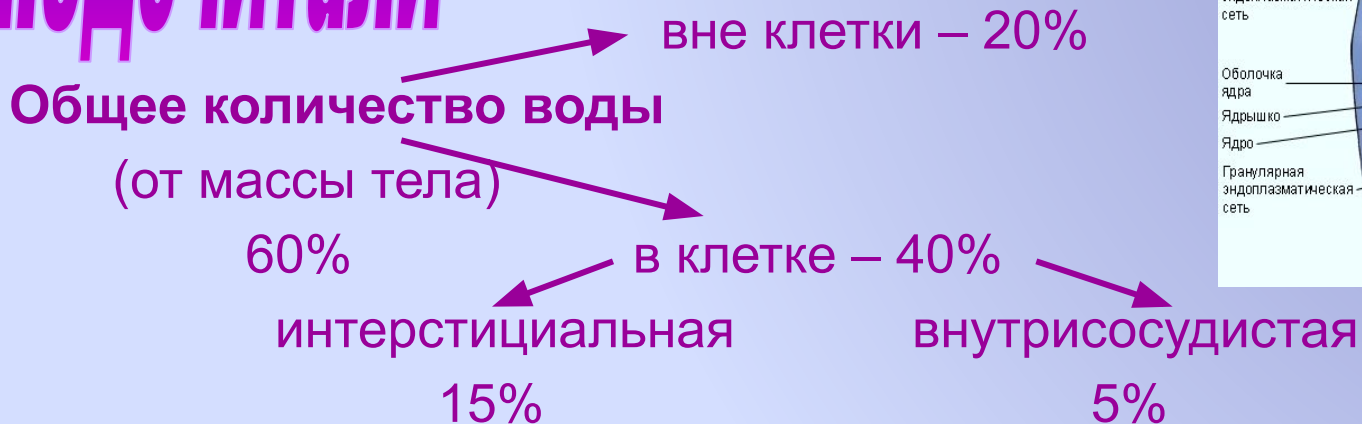 вне клетки – 20%
Общее количество воды
(от массы тела)
60%
в клетке – 40%
интерстициальная
внутрисосудистая
15%
5%
сеть
Оболочка
ядра
Ядрышко
Ядро
Гранулярная
эндоплазматическая
сеть